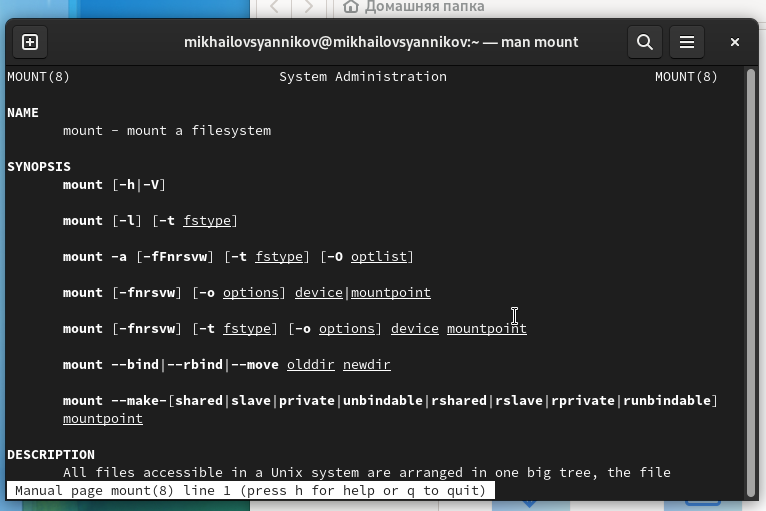 Домашняя папка
mikhailovsyannikov@mikhailovsyannikov:~ — man mount
MOUNT(8) System Administration MOUNT(8)
NAME
mount - mount a filesystem
SYNOPSIS
mount [-h|-V]
mount [-l] [-t fstype]
mount -a [-fFnrsvw] [-t fstype] [-O optlist]
mount [-fnrsvw] [-o options] device|mountpoint
mount [-fnrsvw] [-t fstype] [-o options] device mountpoint
mount --bind|--rbind|--move olddir newdir
mount --make-[shared|slave|private|unbindable|rshared|rslave|rprivate|runbindable]
mountpoint
DESCRIPTION
All files accessible in a Unix system are arranged in one big tree, the file
Manual page mount(8) line 1 (press h for help or q to quit)